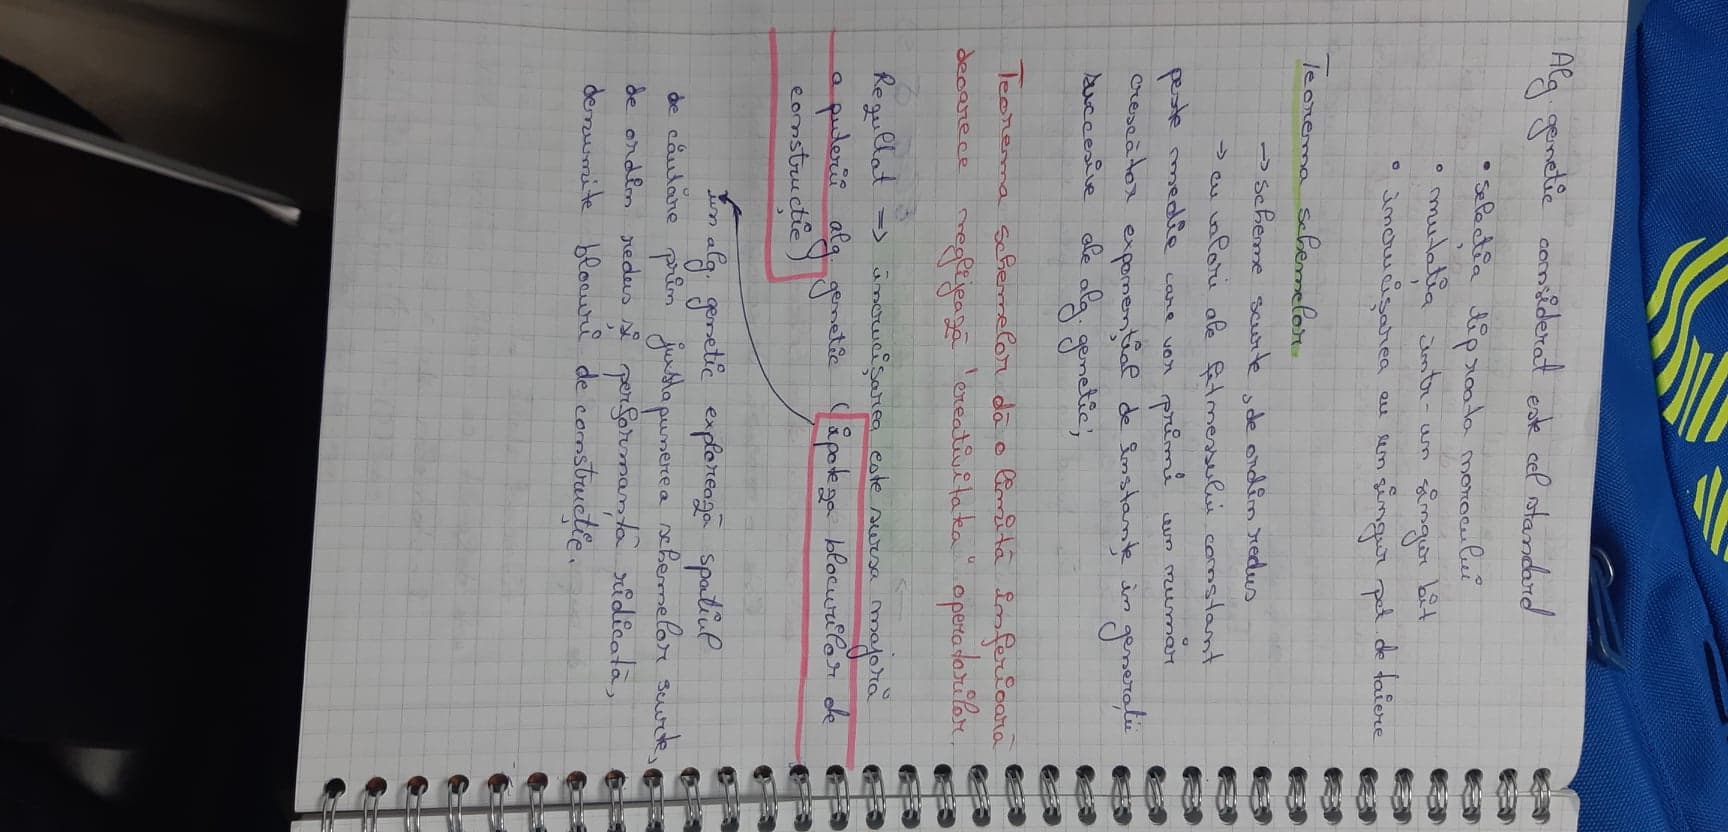 Alg. genetic considerat este cel standard
• selecția tip roata norocului
• mutația într-un singur bit
• încrucișarea cu un singur pct. de taiere
Teorema schemelor
→ scheme scurte, de ordin redus
→ cu valori ale fitnessului constant
peste medie care vor primi un număr
crescător exponențial de instanțe in generații
succesive ale alg. genetic;
Teorema schemelor dă o limită inferioară
deoarece neglijează "creativitatea" operatorilor.
Rezultat => încrucișarea este sursa majoră
a puterii alg. genetic (ipoteza blocurilor de
construcție)
Un alg. genetic explorează spatiul
de căutare prin juxtapunerea schemelor scurte,
de ordin redus și performanță ridicată,
denumite blocuri de construcție.